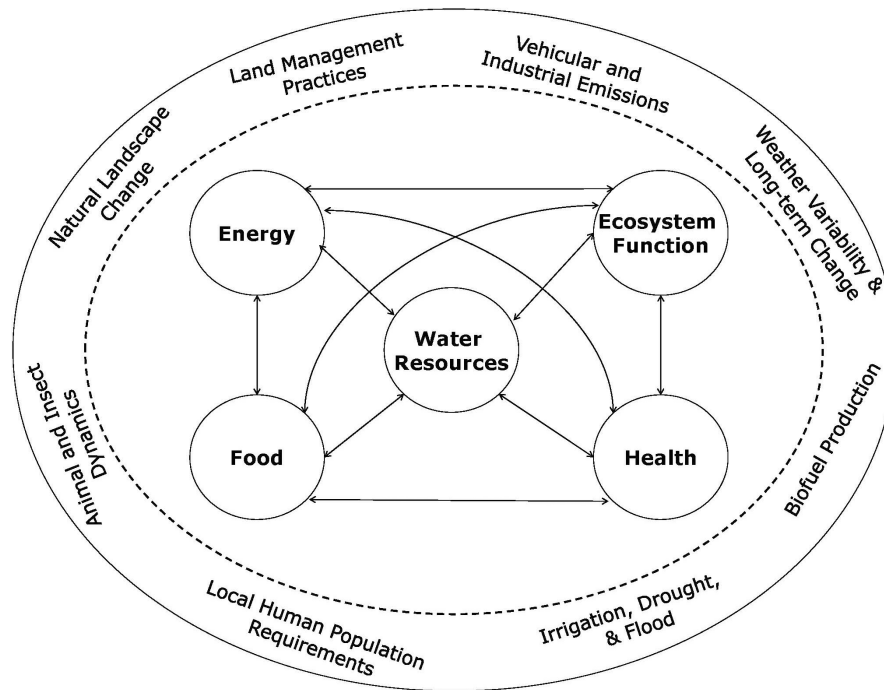 Land Management
Practices
Vehicular and
Industrial Emissions
Natural Landscape
Change
Weather Variability &
Long-term Change
Energy
Ecosystem
Function
Water
Resources
Food
Health
Animal and Insect
Dynamics
Biofuel Production
Local Human Population
Requirements
Irrigation, Drought,
& Flood